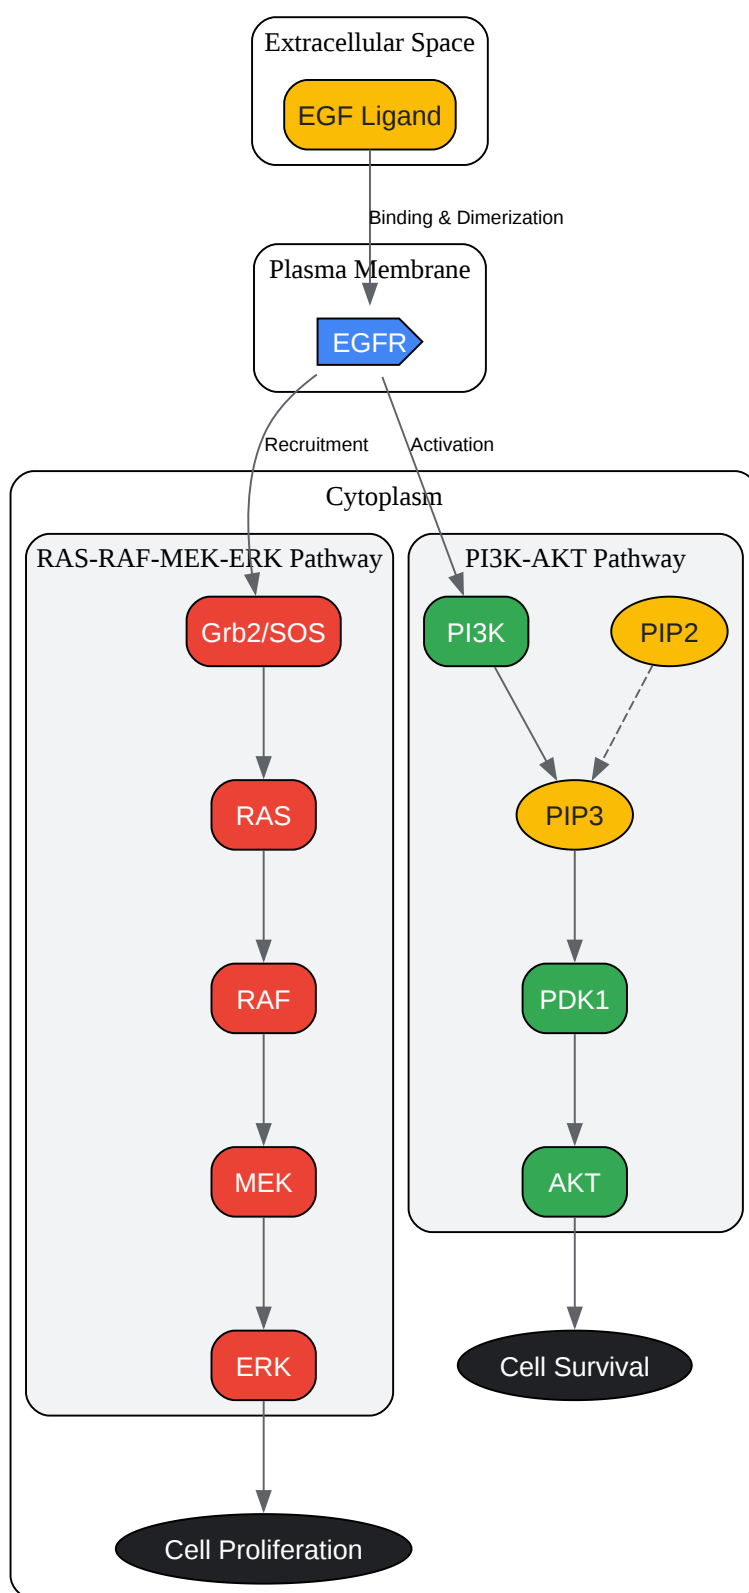 Extracellular Space
EGF Ligand
Binding & Dimerization
Plasma Membrane
EGFR
Recruitment
Activation
Cytoplasm
RAS-RAF-MEK-ERK Pathway
PI3K-AKT Pathway
Grb2/SOS
PI3K
PIP2
RAS
PIP3
RAF
PDK1
MEK
AKT
ERK
Cell Survival
Cell Proliferation